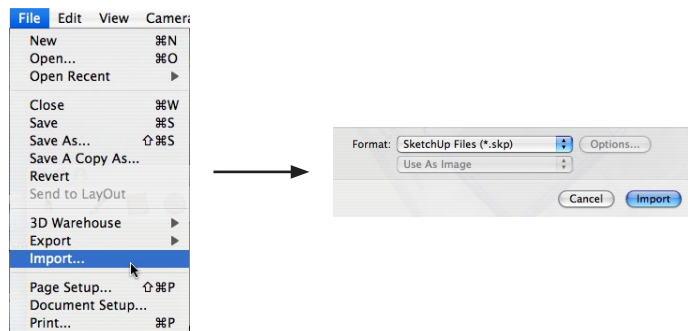 File Edit View Camera
New ⌘N
Open... ⌘O
Open Recent ▶
Close ⌘W
Save ⌘S
Save As... ⇧⌘S
Save A Copy As...
Revert
Send to LayOut
3D Warehouse ▶
Export ▶
Import...
Page Setup... ⇧⌘P
Document Setup...
Print... ⌘P
Format: SketchUp Files (*.skp) Options...
Use As Image
Cancel Import